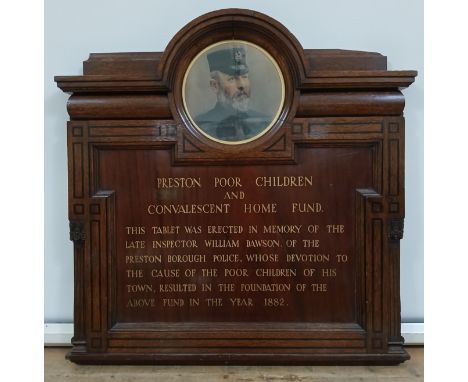 PRESTON POOR CHILDREN
AND
CONVALESCENT HOME FUND.
THIS TABLET WAS ERECTED IN MEMORY OF THE
LATE INSPECTOR WILLIAM DAWSON, OF THE
PRESTON BOROUGH POLICE, WHOSE DEVOTION TO
THE CAUSE OF THE POOR CHILDREN OF HIS
TOWN, RESULTED IN THE FOUNDATION OF THE
ABOVE FUND IN THE YEAR 1882.